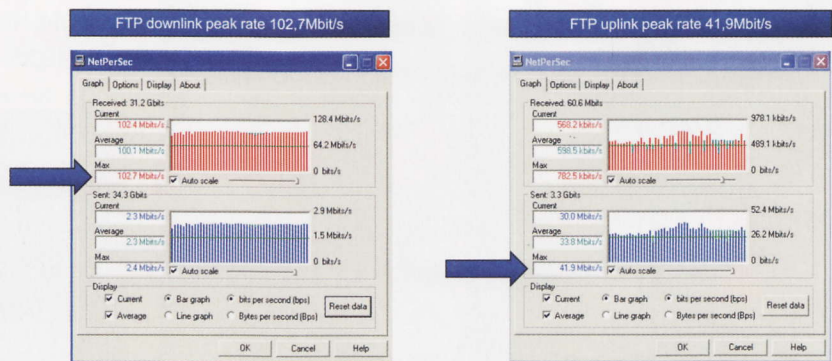 FTP downlink peak rate 102,7Mbit/s
NetPerSec
Graph Options Display About
Received: 31.2 Gbits
Current
102.4 Mbits/s
Average
100.1 Mbits/s
Max
102.7 Mbits/s
128.4 Mbits/s
64.2 Mbits/s
0 bits/s
Auto scale
Sent: 34.3 Gbits
Current
2.3 Mbits/s
Average
2.3 Mbits/s
Max
2.4 Mbits/s
2.9 Mbits/s
1.5 Mbits/s
0 bits/s
Auto scale
Display
Current Bar graph bits per second (bps)
Average Line graph Bytes per second (Bps)
Reset data
OK Cancel Help
FTP uplink peak rate 41,9Mbit/s
NetPerSec
Graph Options Display About
Received: 60.6 Mbits
Current
568.2 kbits/s
Average
598.5 kbits/s
Max
782.5 kbits/s
978.1 kbits/s
489.1 kbits/s
0 bits/s
Auto scale
Sent: 3.3 Gbits
Current
30.0 Mbits/s
Average
33.8 Mbits/s
Max
41.9 Mbits/s
52.4 Mbits/s
26.2 Mbits/s
0 bits/s
Auto scale
Display
Current Bar graph bits per second (bps)
Average Line graph Bytes per second (Bps)
Reset data
OK Cancel Help